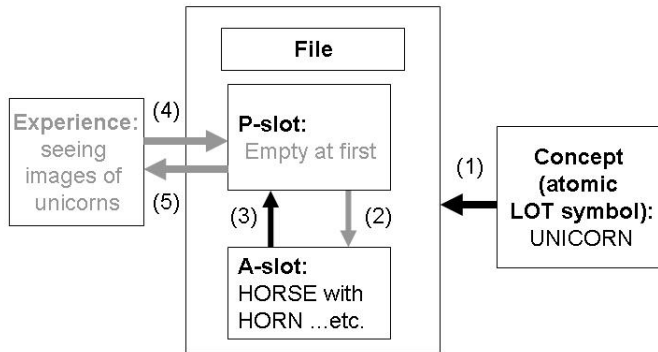 File
(4)
Experience:
seeing
images of
unicorns
(5)
P-slot:
Empty at first
(3)
(2)
A-slot:
HORSE with
HORN ...etc.
(1)
Concept
(atomic
LOT symbol):
UNICORN